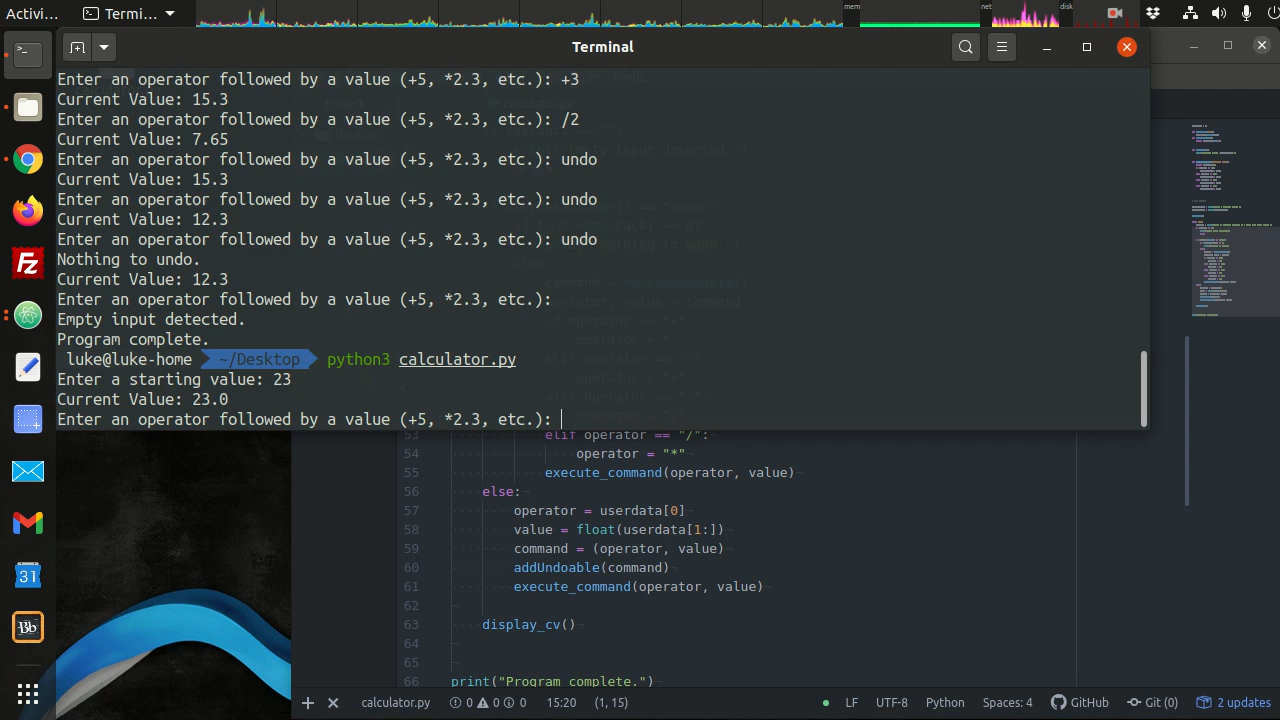 Activi...
Termi...
mem
net
disk
Terminal
Enter an operator followed by a value (+5, *2.3, etc.): +3
Current Value: 15.3
Enter an operator followed by a value (+5, *2.3, etc.): /2
Current Value: 7.65
Enter an operator followed by a value (+5, *2.3, etc.): undo
Current Value: 15.3
Enter an operator followed by a value (+5, *2.3, etc.): undo
Current Value: 12.3
Enter an operator followed by a value (+5, *2.3, etc.): undo
Nothing to undo.
Current Value: 12.3
Enter an operator followed by a value (+5, *2.3, etc.):
Empty input detected.
Program complete.
luke@luke-home ~/Desktop python3 calculator.py
Enter a starting value: 23
Current Value: 23.0
Enter an operator followed by a value (+5, *2.3, etc.):
53 elif operator == "/":
54 operator = "*"
55 execute_command(operator, value)
56 else:
57 operator = userdata[0]
58 value = float(userdata[1:])
59 command = (operator, value)
60 addUndoable(command)
61 execute_command(operator, value)
62
63 display_cv()
64
65
66 print("Program complete.")
calculator.py 0 0 0 15:20 (1, 15) LF UTF-8 Python Spaces: 4 GitHub Git (0) 2 updates
Fz
31
Bb